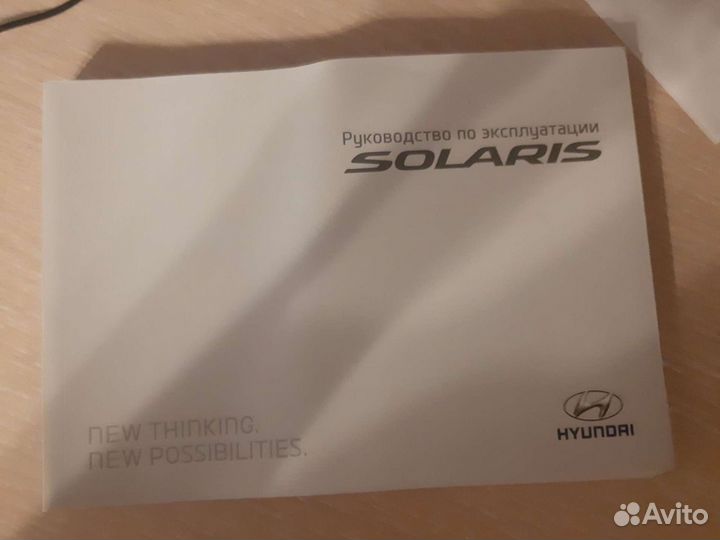 Руководство по эксплуатации
SOLARIS
NEW THINKING.
NEW POSSIBILITIES.
HYUNDAI
Avito